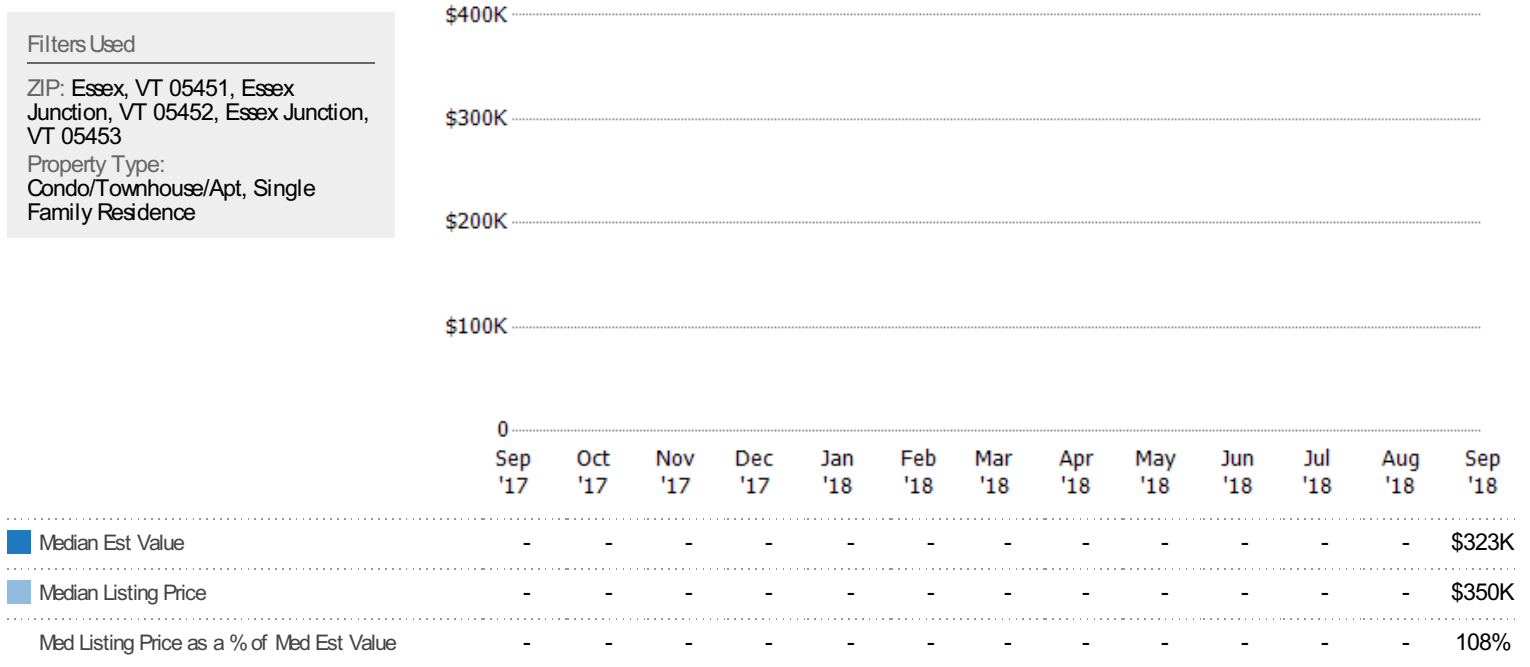 Filters Used
ZIP: Essex, VT 05451, Essex
Junction, VT 05452, Essex Junction,
VT 05453
Property Type:
Condo/Townhouse/Apt, Single
Family Residence
$400K
$300K
$200K
$100K
0
Sep Oct Nov Dec Jan Feb Mar Apr May Jun Jul Aug Sep
'17 '17 '17 '17 '18 '18 '18 '18 '18 '18 '18 '18 '18
Median Est Value - - - - - - - - - - - - $323K
Median Listing Price - - - - - - - - - - - - $350K
Med Listing Price as a % of Med Est Value - - - - - - - - - - - - 108%